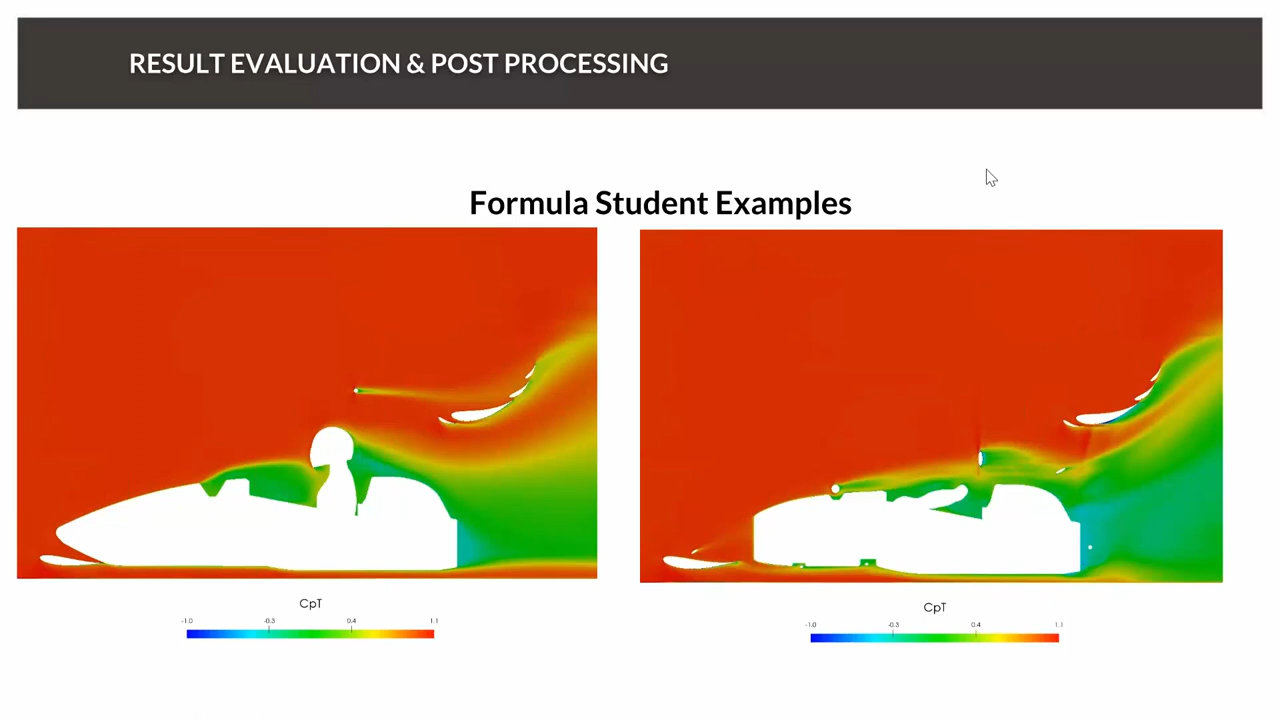 RESULT EVALUATION & POST PROCESSING
Formula Student Examples
CpT
-1.0 -0.3 0.4 1.1
CpT
-1.0 -0.3 0.4 1.1